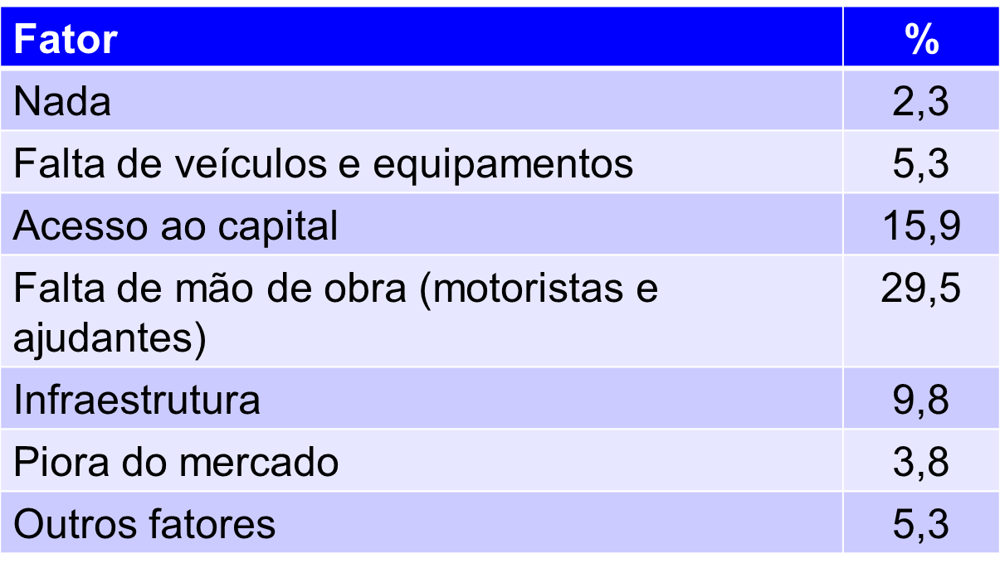 Fator %
Nada 2,3
Falta de veículos e equipamentos 5,3
Acesso ao capital 15,9
Falta de mão de obra (motoristas e 29,5
ajudantes)
Infraestrutura 9,8
Piora do mercado 3,8
Outros fatores 5,3